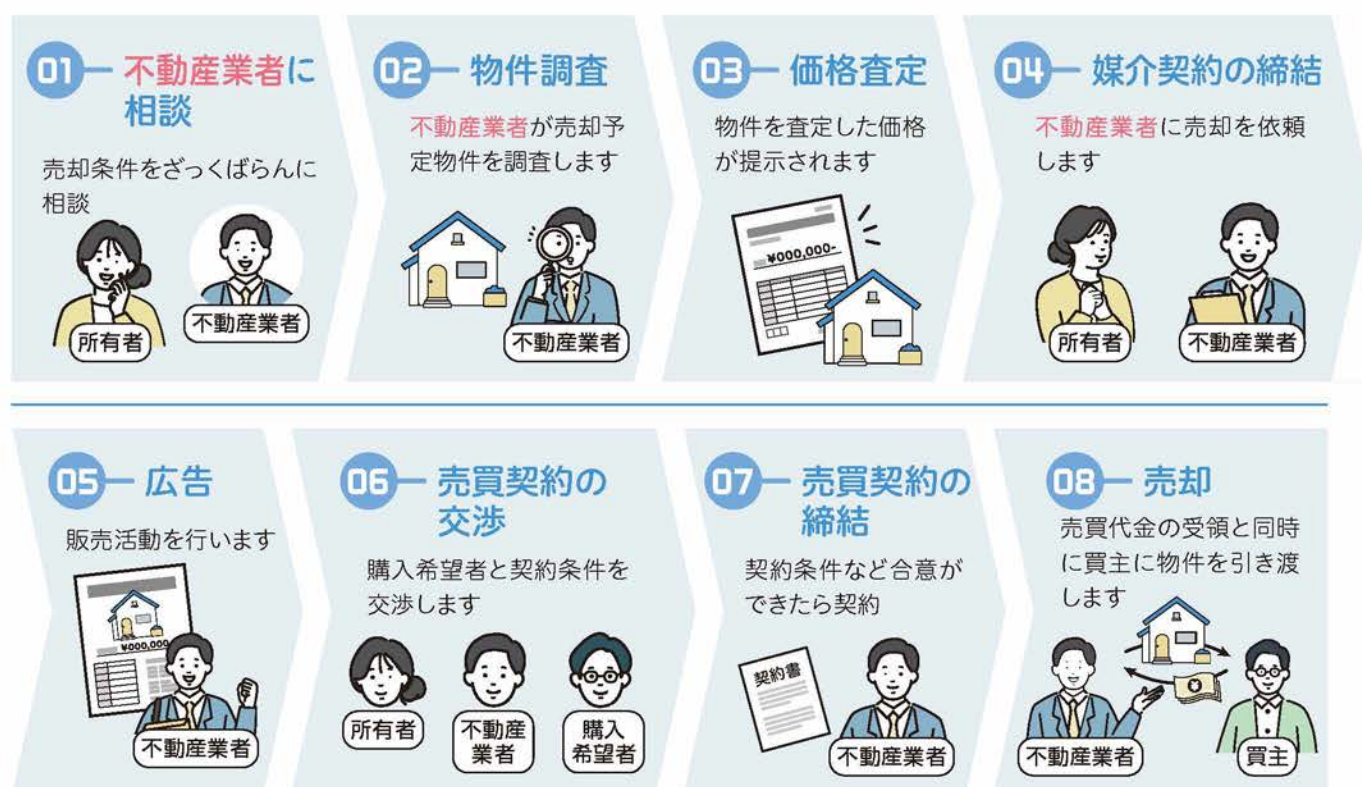 01
不動産業者に
相談
売却条件をざっくばらんに
相談
所有者
不動産業者
02
物件調査
不動産業者が売却予
定物件を調査します
不動産業者
03
価格査定
物件を査定した価格
が提示されます
¥000,000-
04
媒介契約の締結
不動産業者に売却を依頼
します
所有者
不動産業者
05
広告
販売活動を行います
¥000,000
不動産業者
06
売買契約の
交渉
購入希望者と契約条件を
交渉します
所有者
不動産
業者
購入
希望者
07
売買契約の
締結
契約条件など合意が
できたら契約
契約書
不動産業者
08
売却
売買代金の受領と同時
に買主に物件を引き渡
します
不動産業者
買主